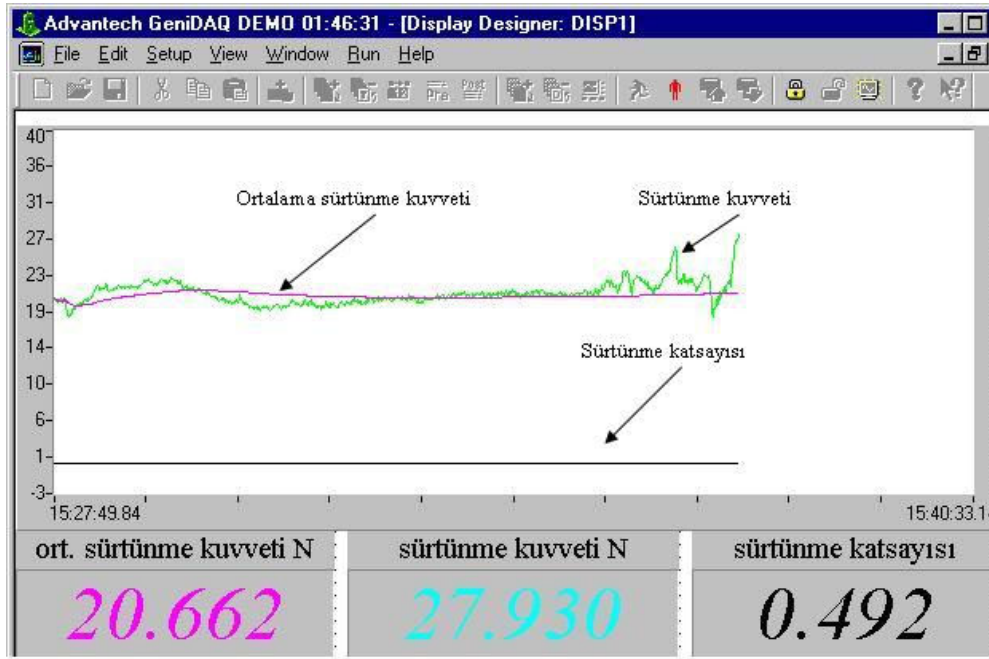 Advantech GeniDAQ DEMO 01:46:31 - [Display Designer: DISP1]
File Edit Setup View Window Run Help
Pre Post
40
36
31
27
23
19
14
10
6
1
-3
Ortalama sürtünme kuvveti
Sürtünme kuvveti
Sürtünme katsayısı
15:27:49.84 15:40:33.1
ort. sürtünme kuvveti N sürtünme kuvveti N sürtünme katsayısı
20.662 27.930 0.492